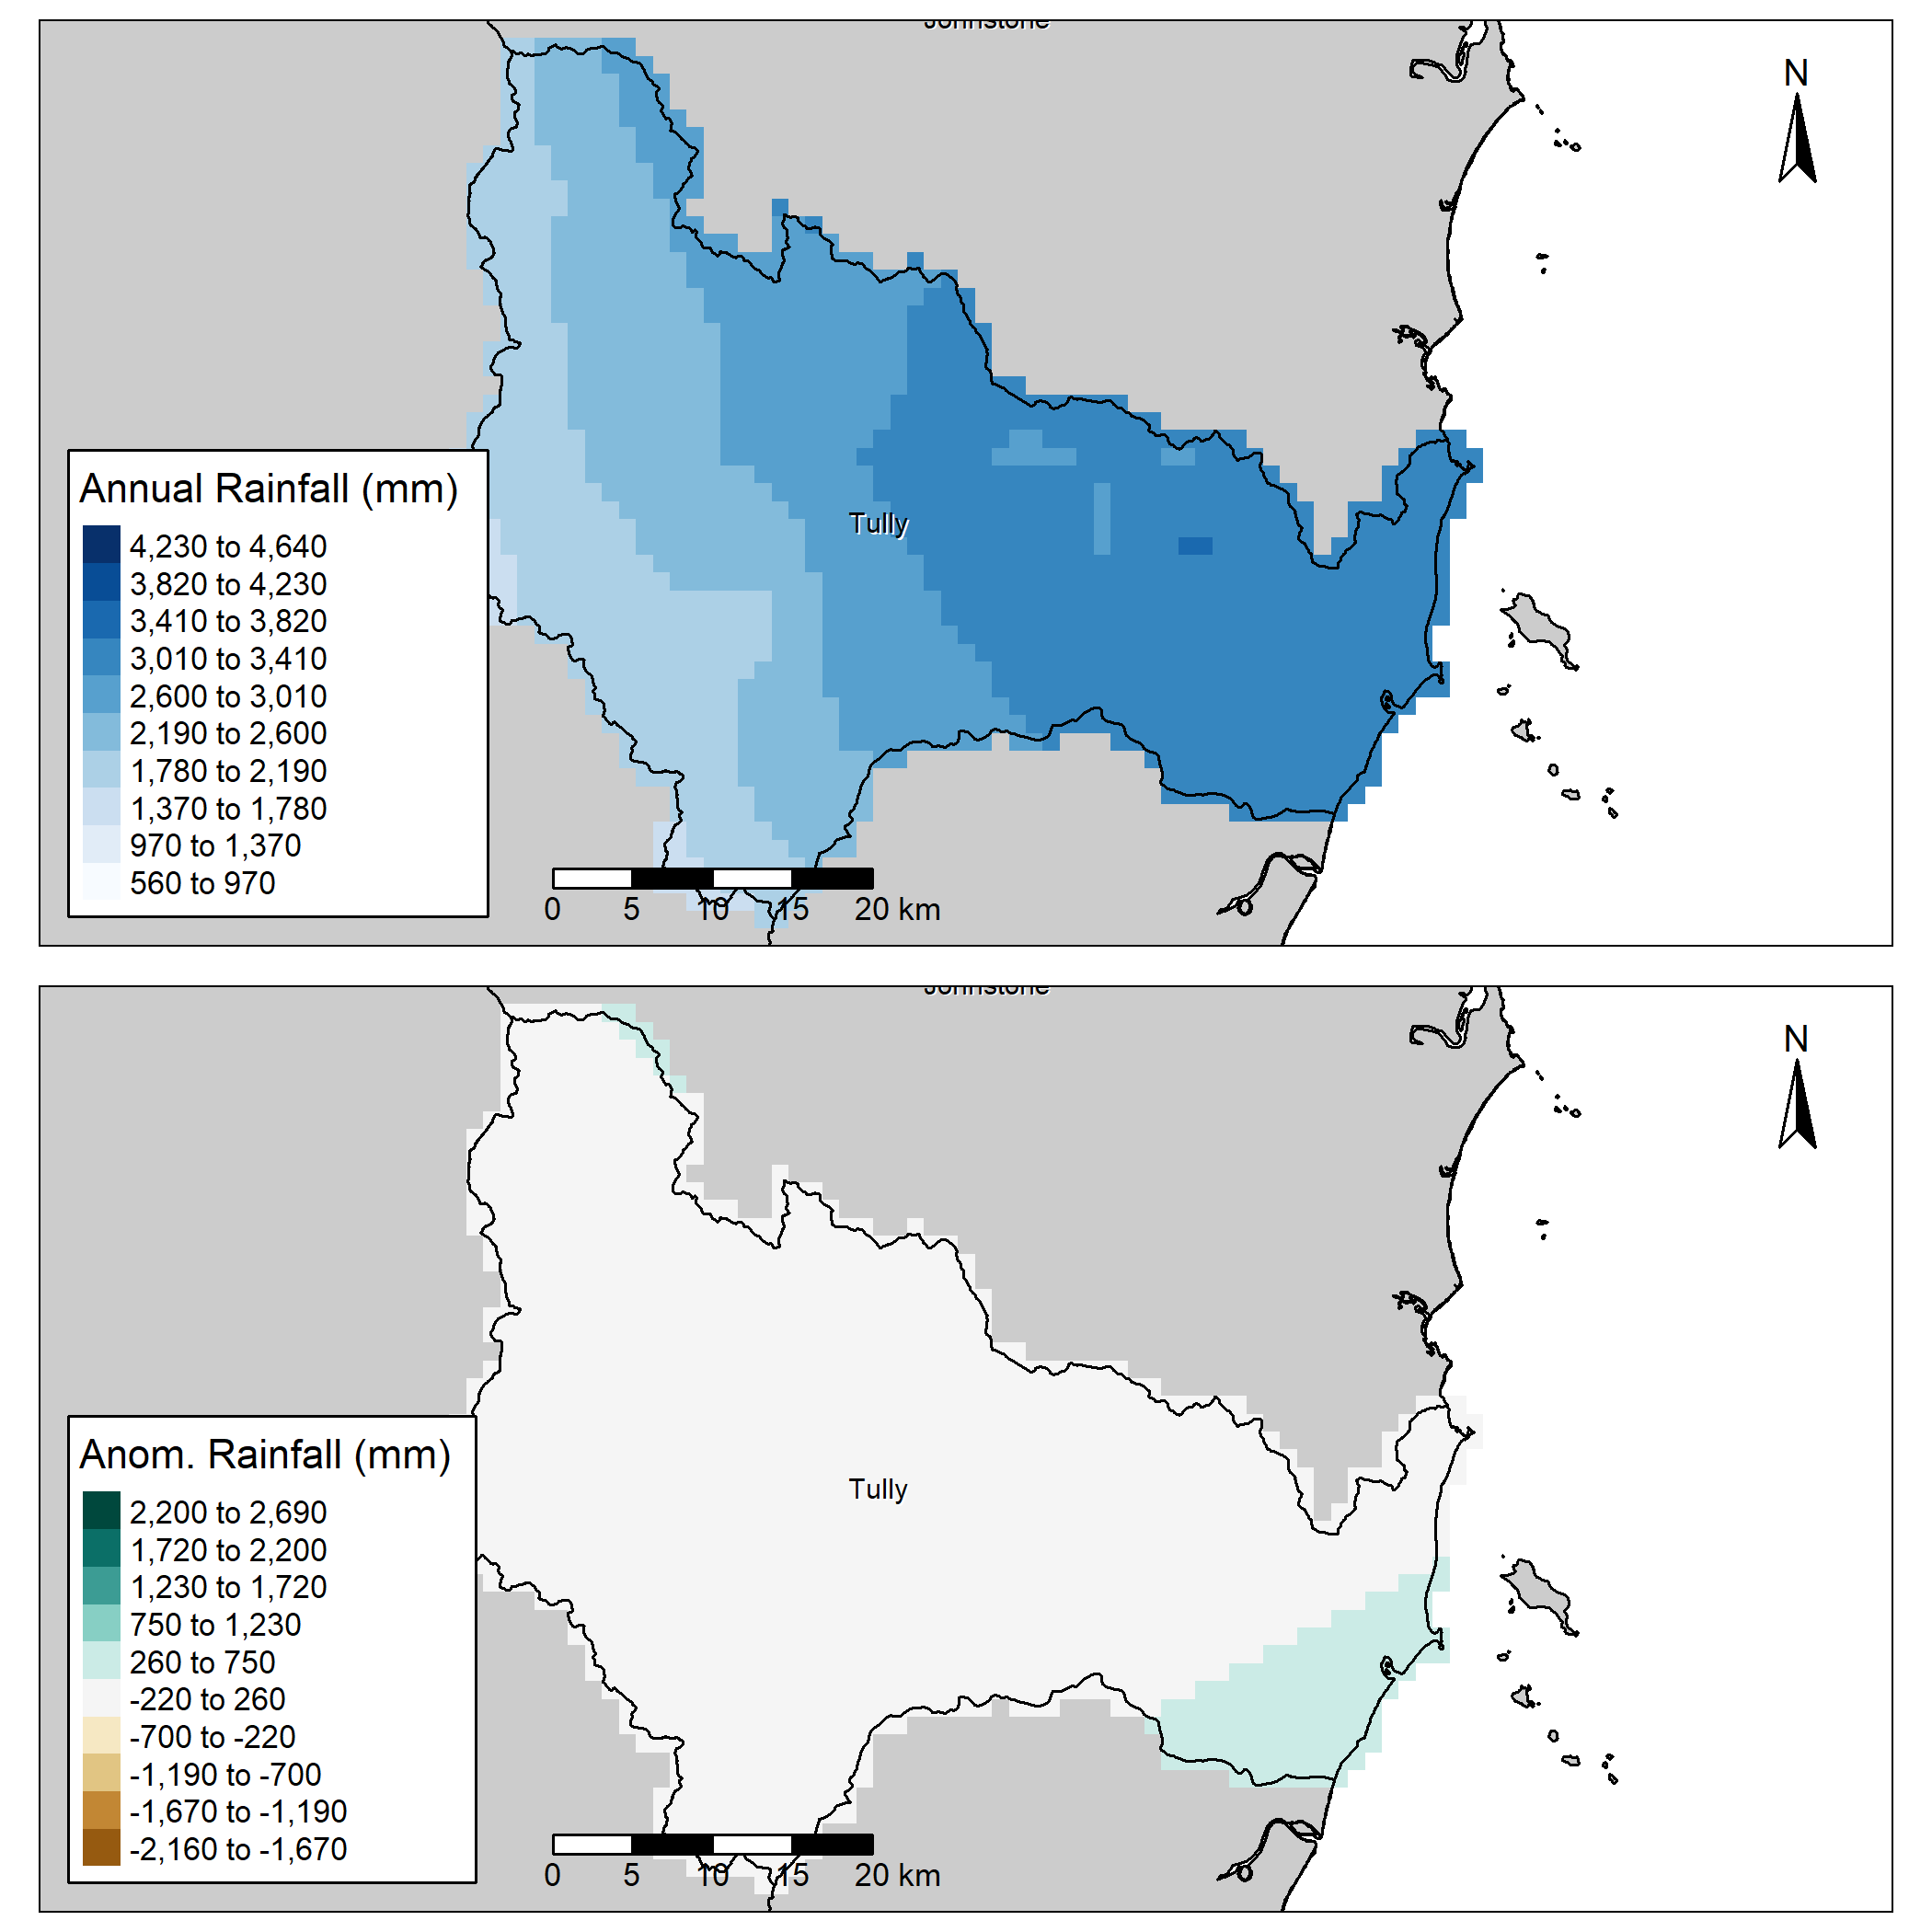 Johnstone
N
Tully
Annual Rainfall (mm)
4,230 to 4,640
3,820 to 4,230
3,410 to 3,820
3,010 to 3,410
2,600 to 3,010
2,190 to 2,600
1,780 to 2,190
1,370 to 1,780
970 to 1,370
560 to 970
0 5 10 15 20 km
Johnstone
N
Tully
Anom. Rainfall (mm)
2,200 to 2,690
1,720 to 2,200
1,230 to 1,720
750 to 1,230
260 to 750
-220 to 260
-700 to -220
-1,190 to -700
-1,670 to -1,190
-2,160 to -1,670
0 5 10 15 20 km